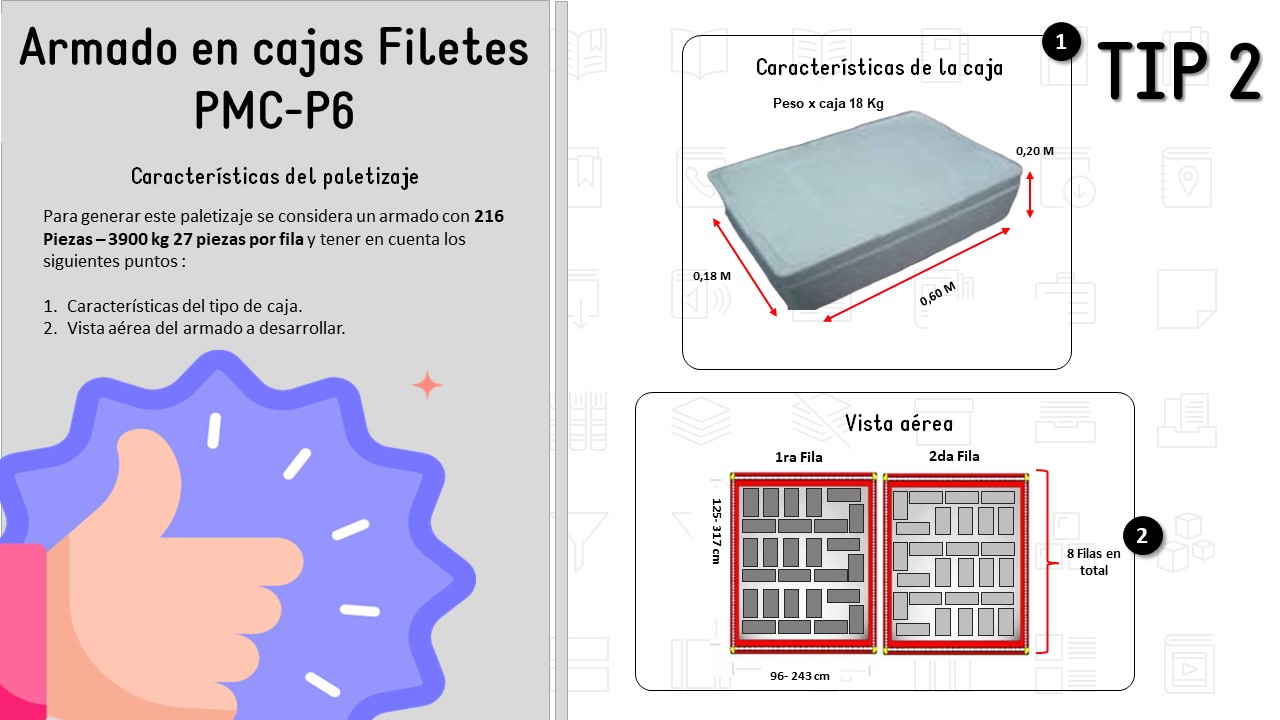 Armado en cajas Filetes
PMC-P6
Características del paletizaje
Para generar este paletizaje se considera un armado con 216
Piezas – 3900 kg 27 piezas por fila y tener en cuenta los
siguientes puntos :
1. Características del tipo de caja.
2. Vista aérea del armado a desarrollar.
1
TIP 2
Características de la caja
Peso x caja 18 Kg
0,20 M
0,18 M
0,60 M
Vista aérea
1ra Fila
2da Fila
125- 317 cm
2
8 Filas en
total
96- 243 cm